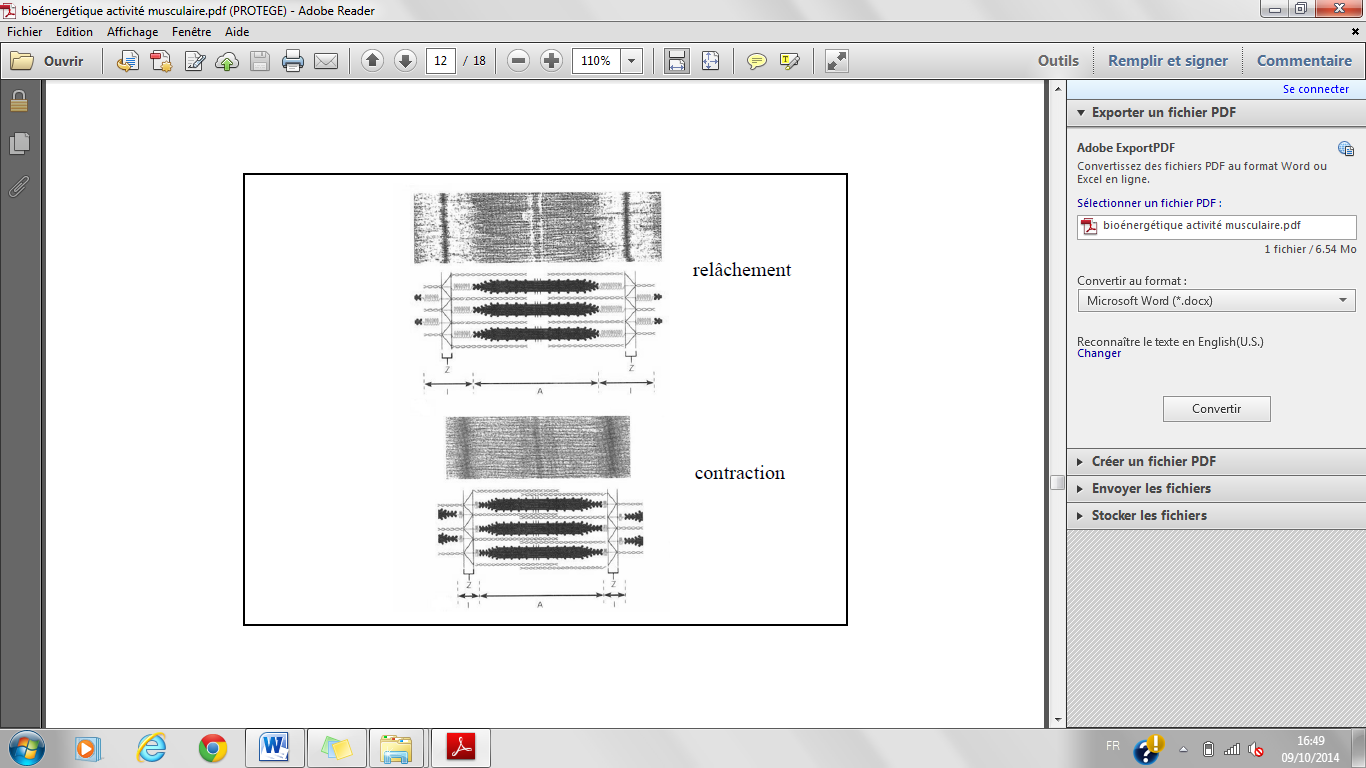 bioénergétique activité musculaire.pdf (PROTEGE) - Adobe Reader
Fichier Edition Affichage Fenêtre Aide
Ouvrir 12 / 18 110% Outils Remplir et signer Commentaire
Se connecter
Exporter un fichier PDF
Adobe ExportPDF
Convertissez des fichiers PDF au format Word ou
Excel en ligne.
Sélectionner un fichier PDF :
bioénergétique activité musculaire.pdf
1 fichier / 6.54 Mo
Convertir au format :
Microsoft Word (*.docx)
Reconnaître le texte en English(U.S.)
Changer
Convertir
Créer un fichier PDF
Envoyer les fichiers
Stocker les fichiers
relâchement
Z Z
I A I
contraction
Z Z
I A I
FR 16:49
09/10/2014